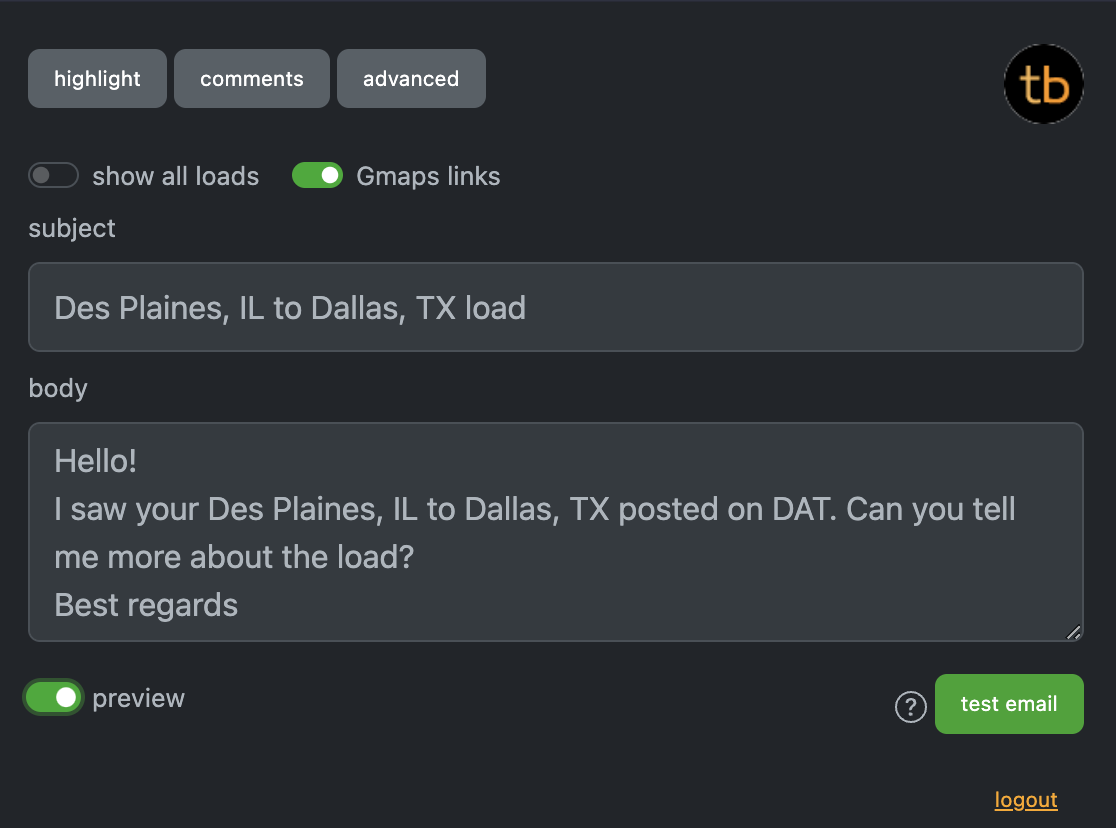 highlight comments advanced
tb
show all loads Gmaps links
subject
Des Plaines, IL to Dallas, TX load
body
Hello!
I saw your Des Plaines, IL to Dallas, TX posted on DAT. Can you tell
me more about the load?
Best regards
preview
? test email
logout